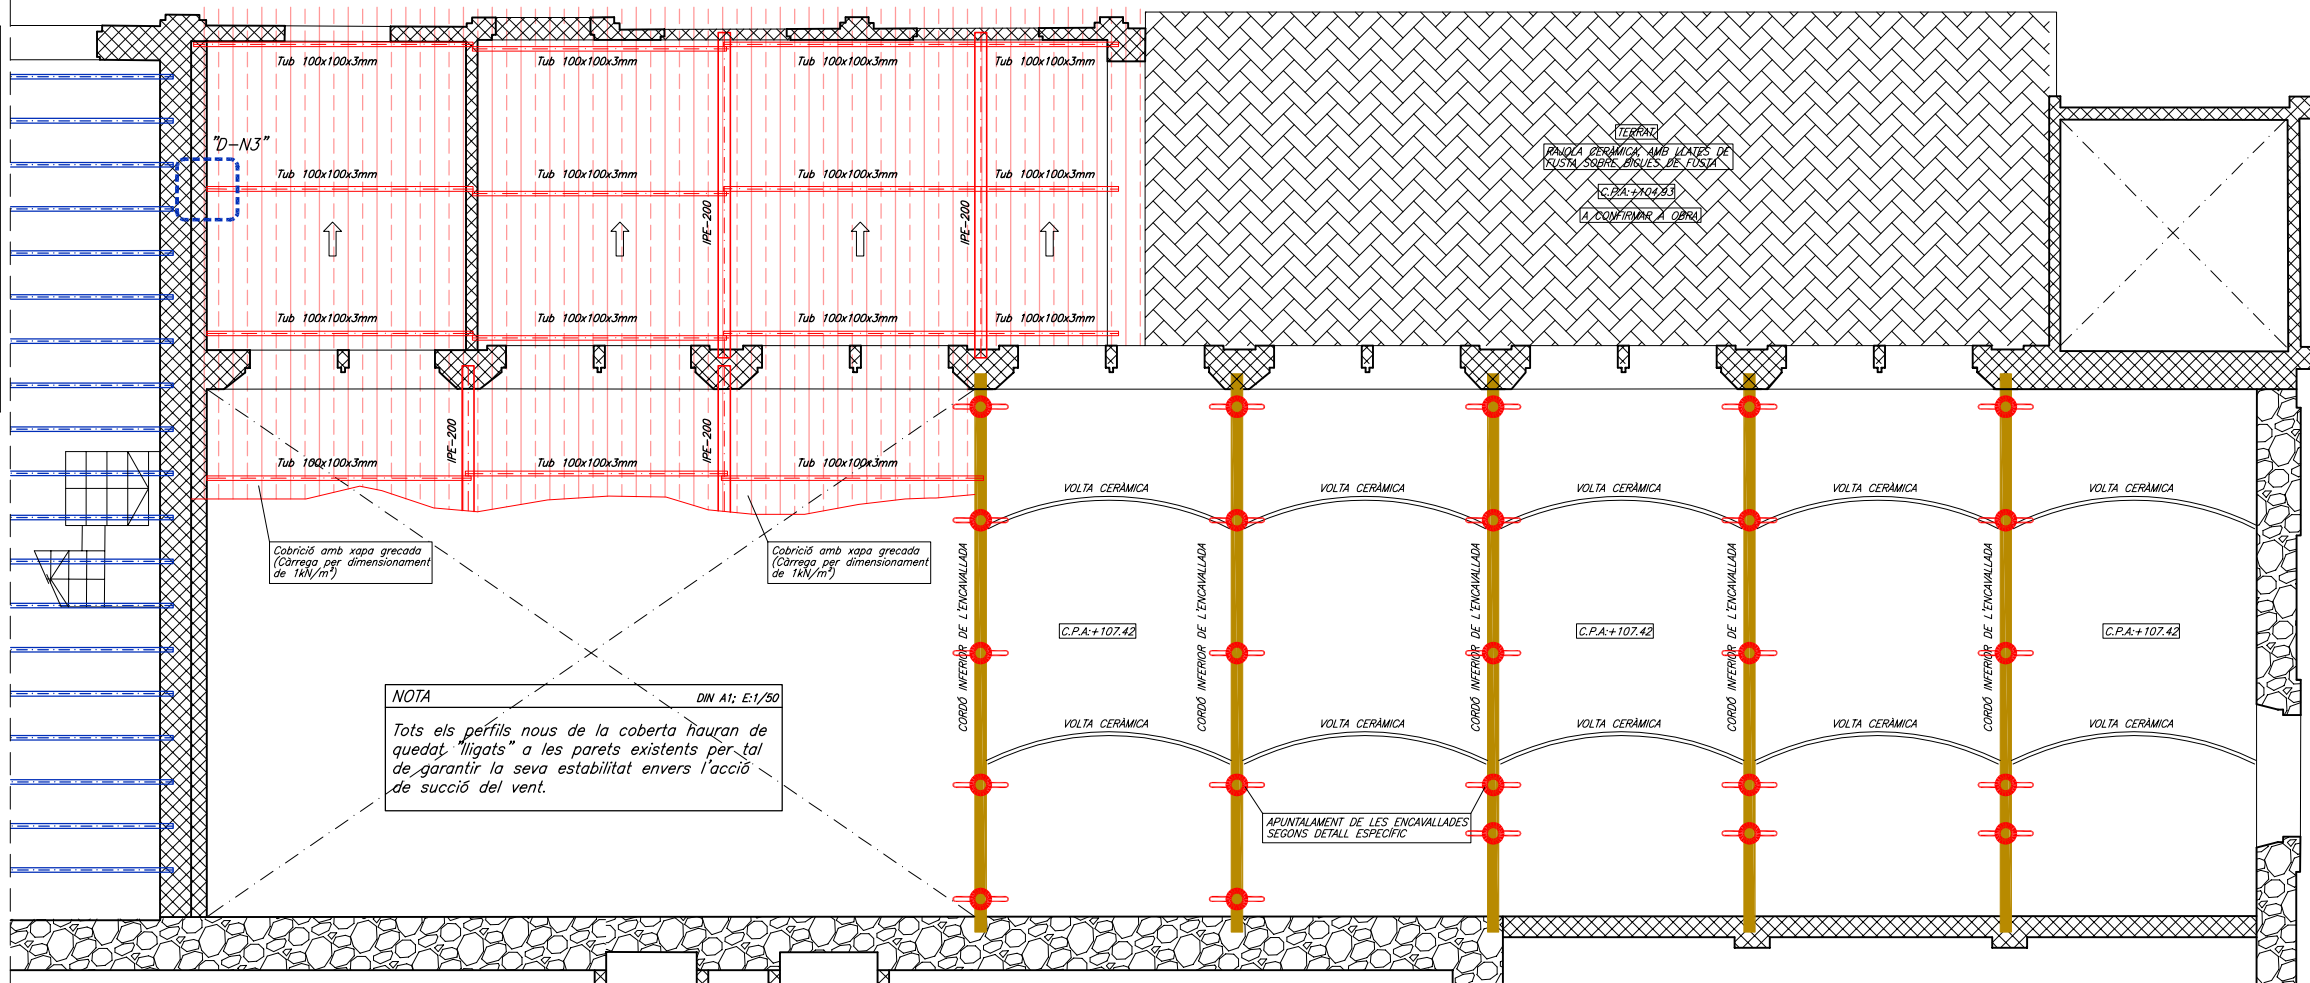 Tub 100x100x3mm
Tub 100x100x3mm
Tub 100x100x3mm
Tub 100x100x3mm
"D-N3"
Tub 100x100x3mm
Tub 100x100x3mm
Tub 100x100x3mm
Tub 100x100x3mm
IPE-200
IPE-200
TERRAT
RAJOLA CERÀMICA, AMB LLATES DE
FUSTA SOBRE BIGUES DE FUSTA
C.P.A:+104,93
A CONFIRMAR A OBRA
Tub 100x100x3mm
Tub 100x100x3mm
Tub 100x100x3mm
Tub 100x100x3mm
IPE-200
IPE-200
Tub 100x100x3mm
Tub 100x100x3mm
Tub 100x100x3mm
VOLTA CERÀMICA
VOLTA CERÀMICA
VOLTA CERÀMICA
VOLTA CERÀMICA
VOLTA CERÀMICA
Cobrició amb xapa grecada
(Càrrega per dimensionament
de 1kN/m²)
Cobrició amb xapa grecada
(Càrrega per dimensionament
de 1kN/m²)
CORDÓ INFERIOR DE L'ENCAVALLADA
CORDÓ INFERIOR DE L'ENCAVALLADA
CORDÓ INFERIOR DE L'ENCAVALLADA
CORDÓ INFERIOR DE L'ENCAVALLADA
CORDÓ INFERIOR DE L'ENCAVALLADA
C.P.A:+107.42
C.P.A:+107.42
C.P.A:+107.42
NOTA DIN A1; E:1/50
Tots els perfils nous de la coberta hauran de
quedat "lligats" a les parets existents per tal
de garantir la seva estabilitat envers l'acció
de succió del vent.
VOLTA CERÀMICA
VOLTA CERÀMICA
VOLTA CERÀMICA
VOLTA CERÀMICA
VOLTA CERÀMICA
APUNTALAMENT DE LES ENCAVALLADES
SEGONS DETALL ESPECÍFIC